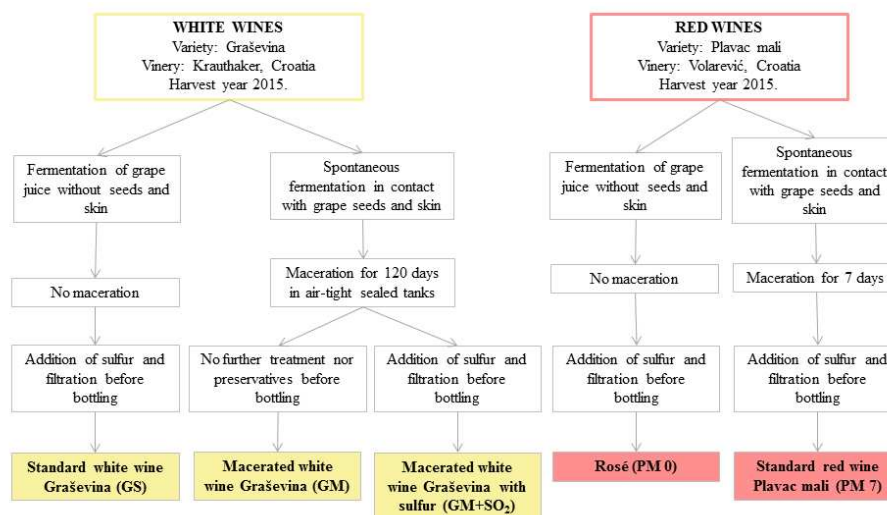 WHITE WINES
Variety: Graševina
Vinery: Krauthaker, Croatia
Harvest year 2015.
RED WINES
Variety: Plavac mali
Vinery: Volarević, Croatia
Harvest year 2015.
Fermentation of grape
juice without seeds and
skin
Spontaneous
fermentation in contact
with grape seeds and skin
Fermentation of grape
juice without seeds and
skin
Spontaneous
fermentation in contact
with grape seeds and
skin
No maceration
Maceration for 120 days
in air-tight sealed tanks
No maceration
Maceration for 7 days
Addition of sulfur and
filtration before
bottling
No further treatment nor
preservatives before
bottling
Addition of sulfur and
filtration before
bottling
Addition of sulfur and
filtration before
bottling
Addition of sulfur and
filtration before
bottling
Standard white wine
Graševina (GS)
Macerated white
wine Graševina (GM)
Macerated white
wine Graševina with
sulfur (GM+SO₂)
Rosé (PM 0)
Standard red wine
Plavac mali (PM 7)